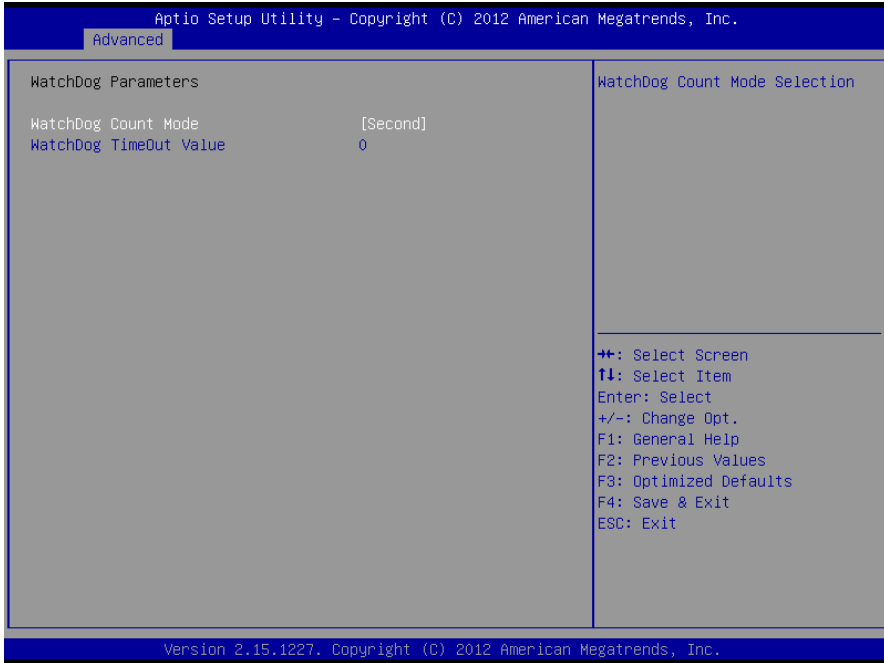 Aptio Setup Utility – Copyright (C) 2012 American Megatrends, Inc.
Advanced
WatchDog Parameters
WatchDog Count Mode [Second]
WatchDog TimeOut Value 0
WatchDog Count Mode Selection
→←: Select Screen
↑↓: Select Item
Enter: Select
+/-: Change Opt.
F1: General Help
F2: Previous Values
F3: Optimized Defaults
F4: Save & Exit
ESC: Exit
Version 2.15.1227. Copyright (C) 2012 American Megatrends, Inc.